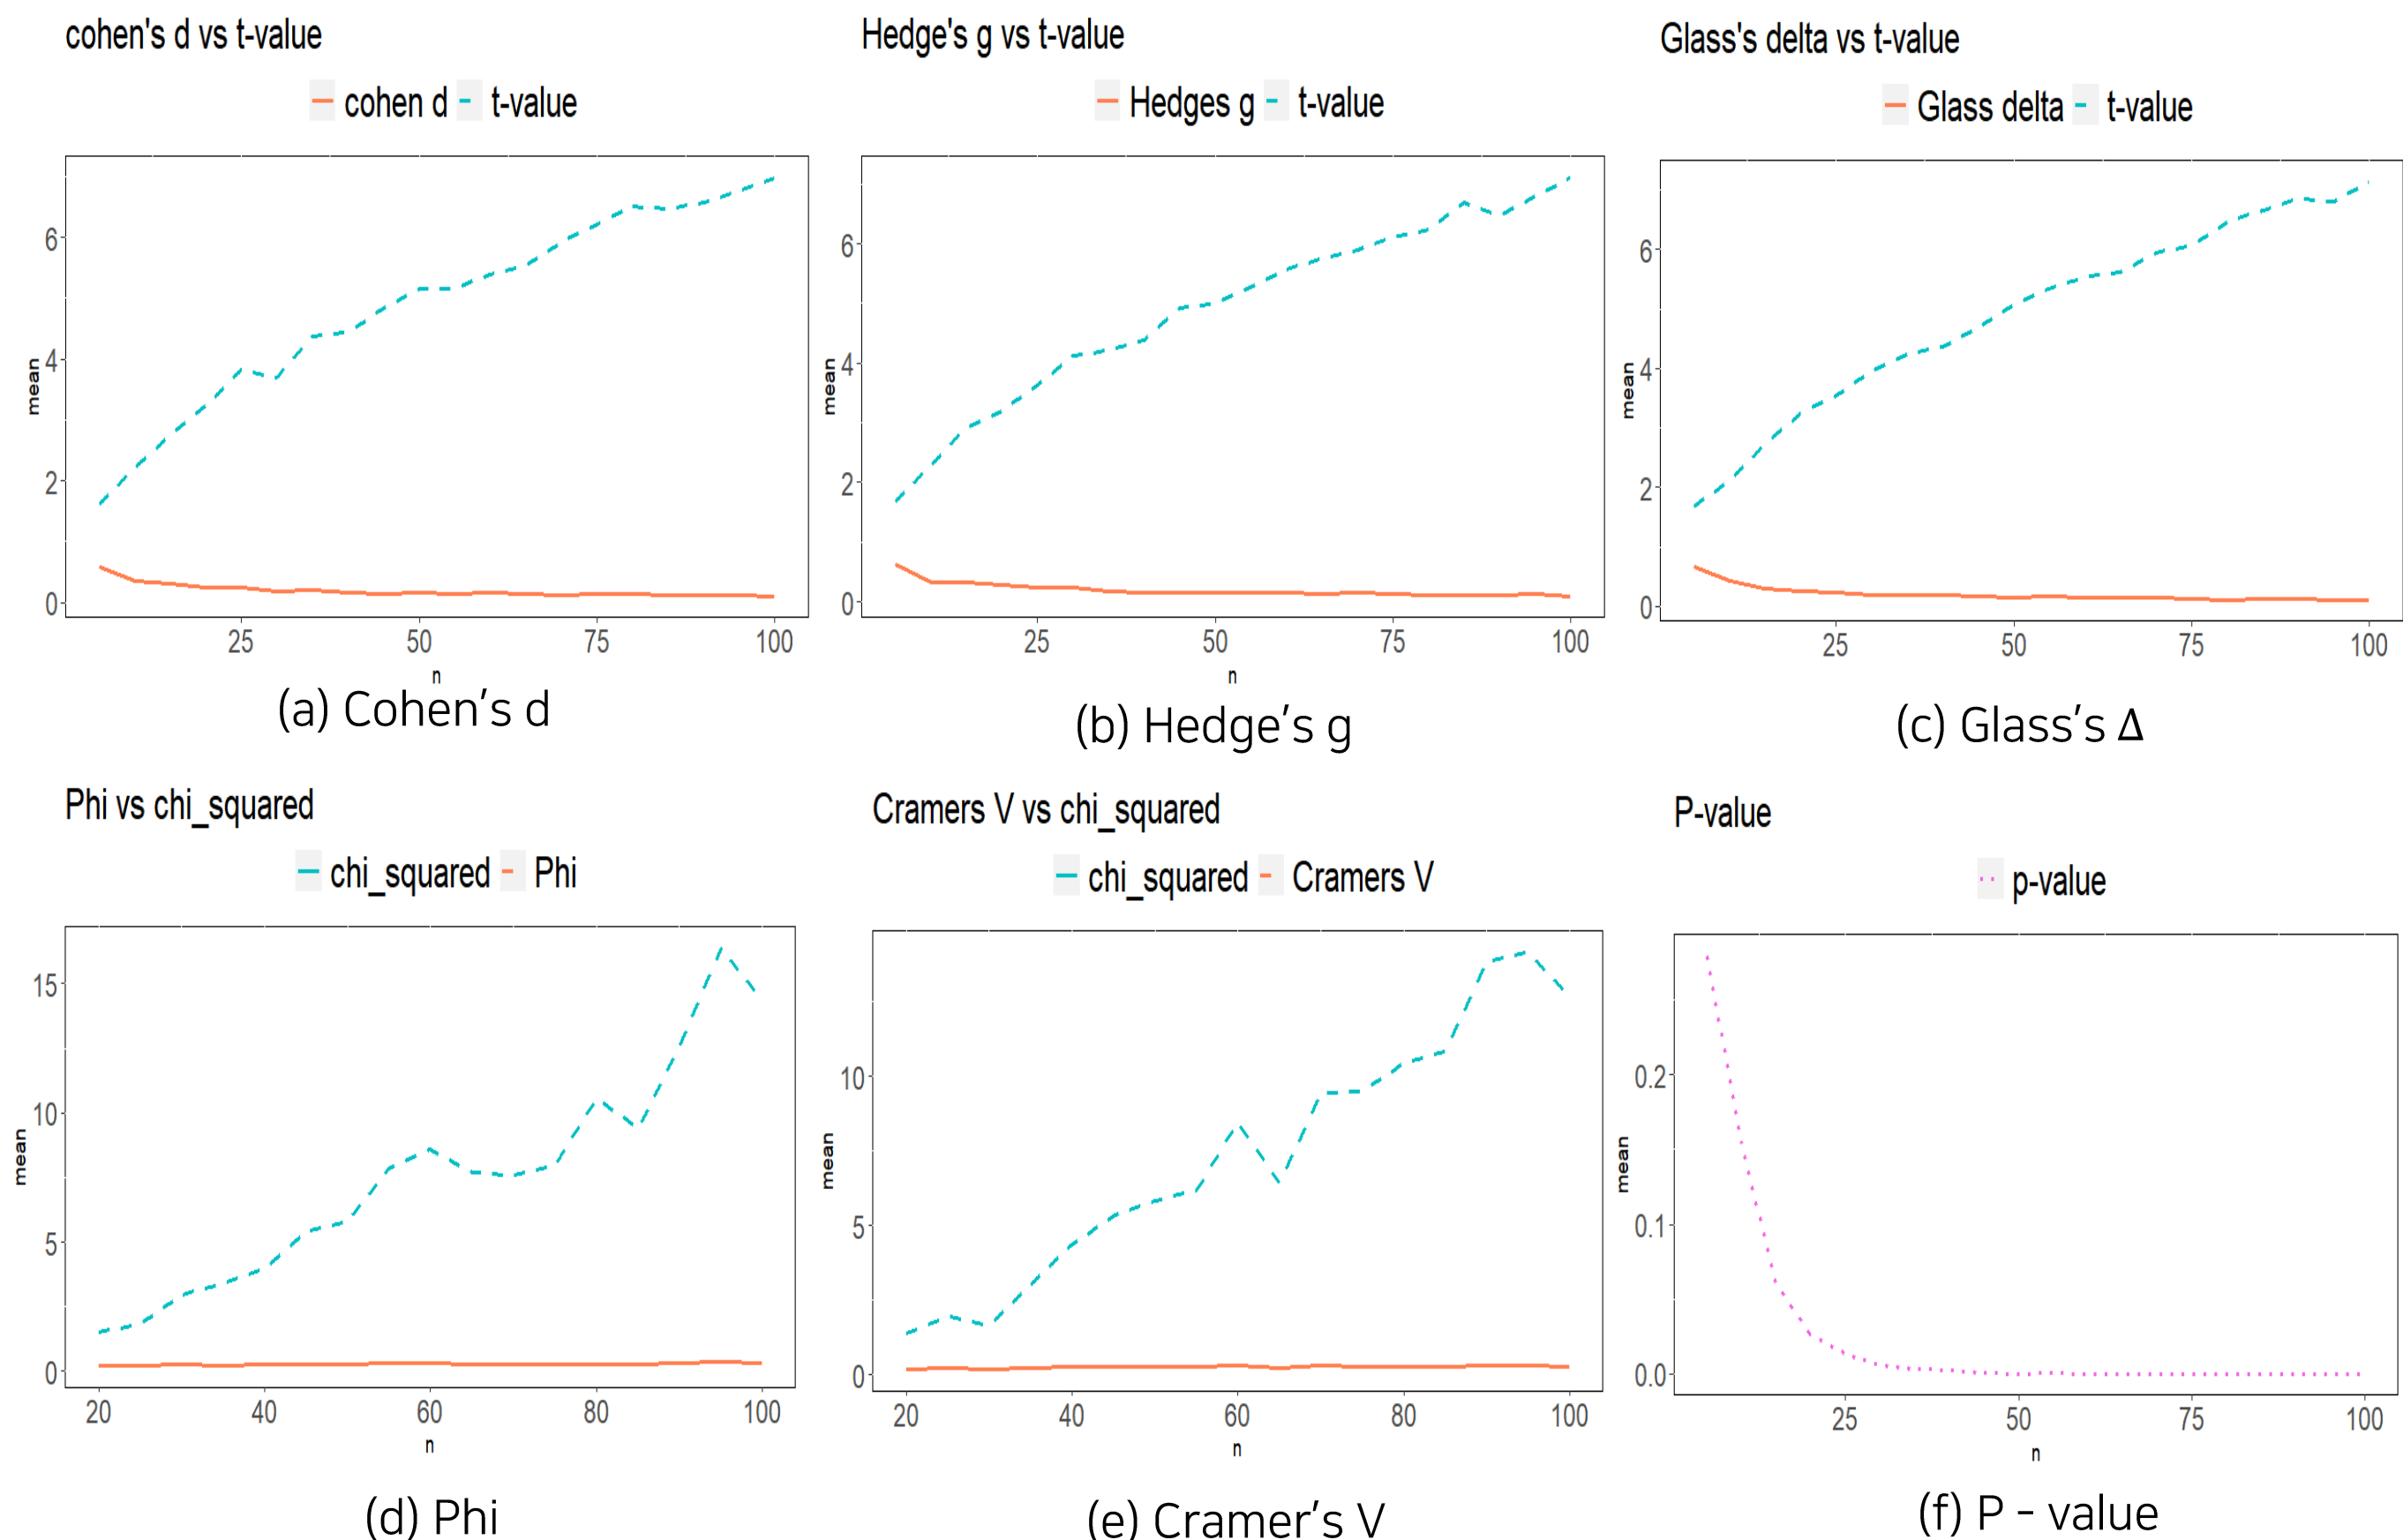 cohen's d vs t-value
cohen d t-value
mean
6
4
2
0
25 50 75 100
n
(a) Cohen's d
Hedge's g vs t-value
Hedges g t-value
mean
6
4
2
0
25 50 75 100
n
(b) Hedge's g
Glass's delta vs t-value
Glass delta t-value
mean
6
4
2
0
25 50 75 100
(c) Glass's Δ
Phi vs chi_squared
chi_squared Phi
mean
15
10
5
0
20 40 60 80 100
n
(d) Phi
Cramers V vs chi_squared
chi_squared Cramers V
mean
10
5
0
20 40 60 80 100
n
(e) Cramer's V
P-value
p-value
mean
0.2
0.1
0.0
25 50 75 100
n
(f) P - value